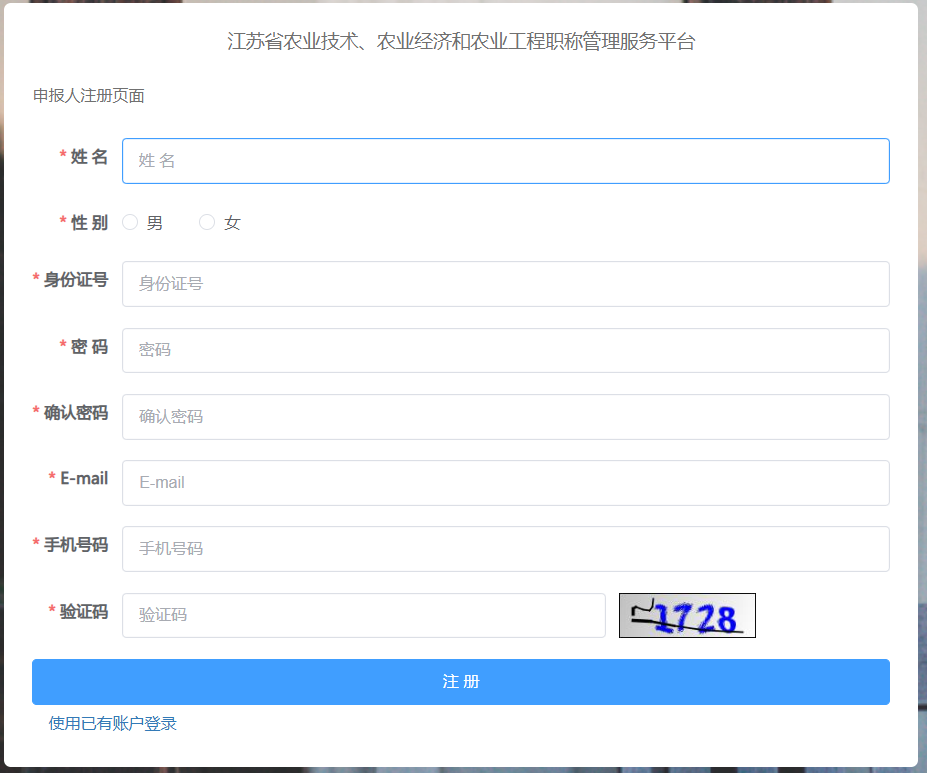 江苏省农业技术、农业经济和农业工程职称管理服务平台
申报人注册页面
* 姓 名 姓 名
* 性 别 男 女
* 身份证号 身份证号
* 密 码 密码
* 确认密码 确认密码
* E-mail E-mail
* 手机号码 手机号码
* 验证码 验证码 1728
注 册
使用已有账户登录